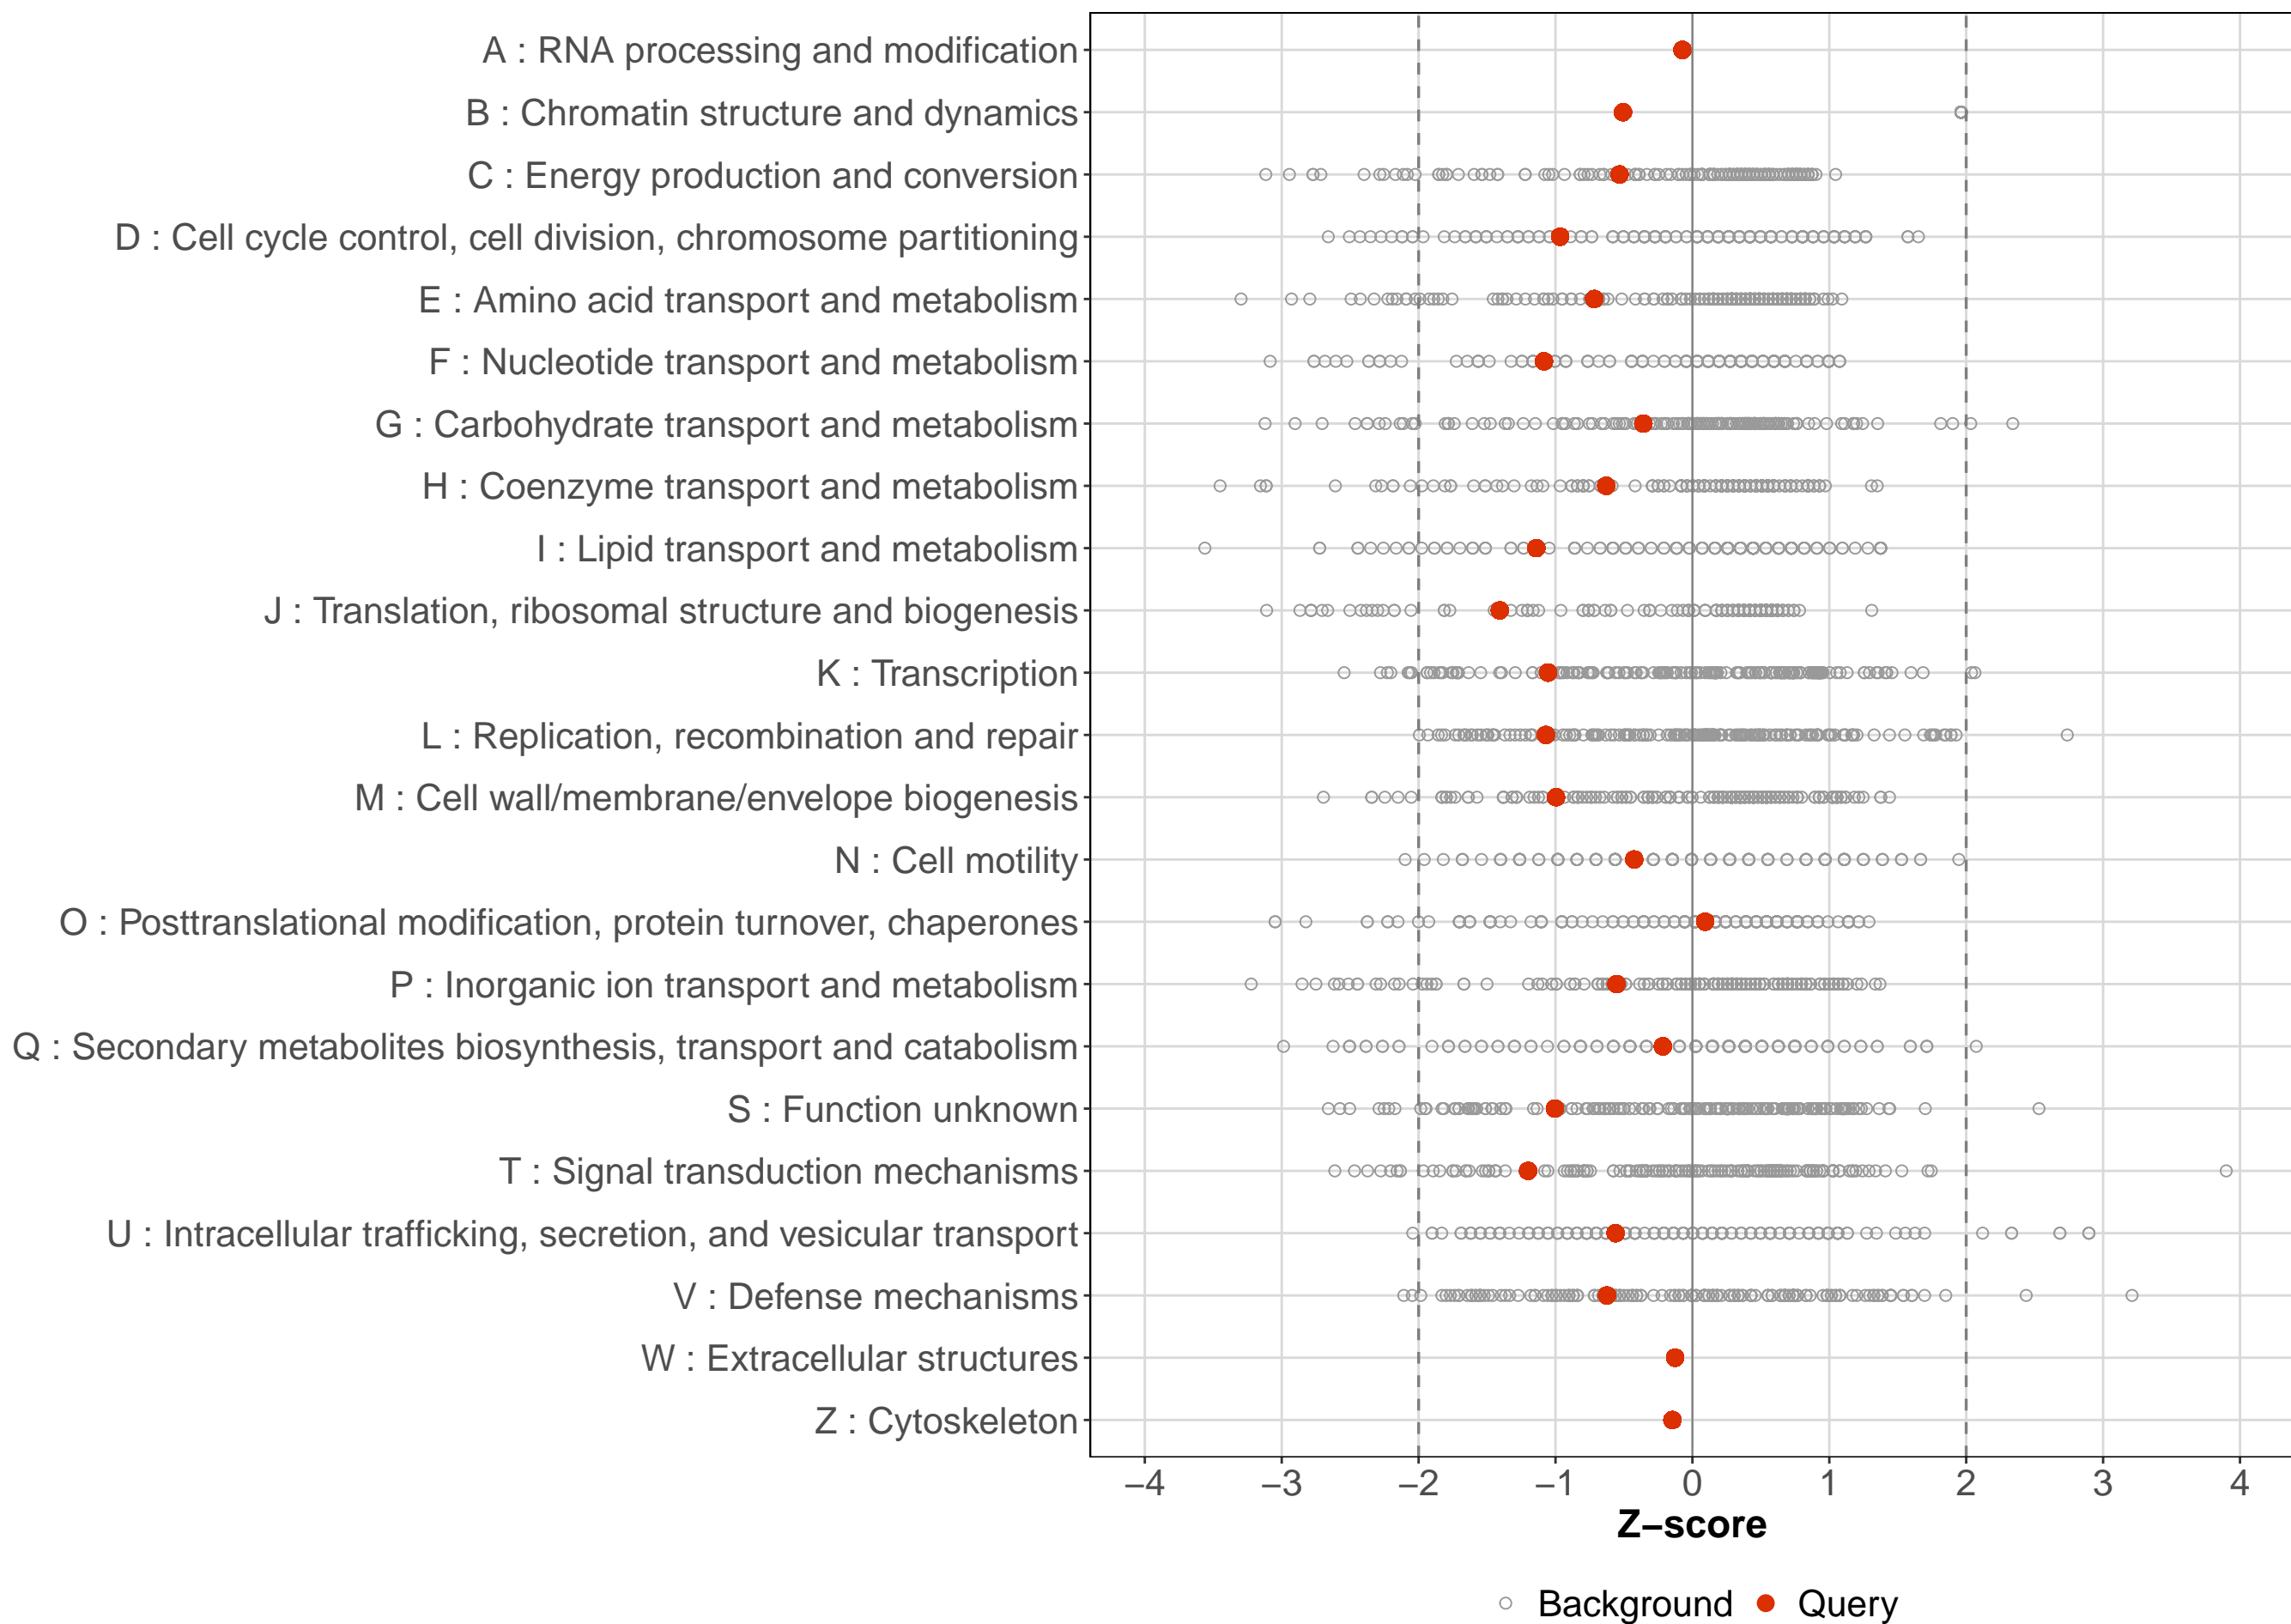 A : RNA processing and modification
B : Chromatin structure and dynamics
C : Energy production and conversion
D : Cell cycle control, cell division, chromosome partitioning
E : Amino acid transport and metabolism
F : Nucleotide transport and metabolism
G : Carbohydrate transport and metabolism
H : Coenzyme transport and metabolism
I : Lipid transport and metabolism
J : Translation, ribosomal structure and biogenesis
K : Transcription
L : Replication, recombination and repair
M : Cell wall/membrane/envelope biogenesis
N : Cell motility
O : Posttranslational modification, protein turnover, chaperones
P : Inorganic ion transport and metabolism
Q : Secondary metabolites biosynthesis, transport and catabolism
S : Function unknown
T : Signal transduction mechanisms
U : Intracellular trafficking, secretion, and vesicular transport
V : Defense mechanisms
W : Extracellular structures
Z : Cytoskeleton
−4 −3 −2 −1 0 1 2 3 4
Z−score
Background Query